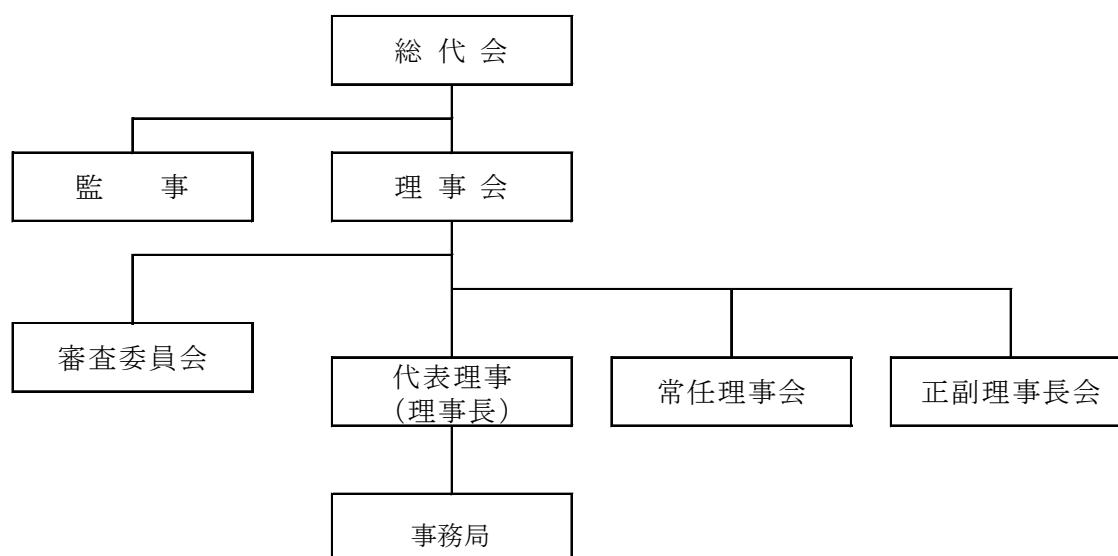 総 代 会
監 事
理 事 会
審査委員会
代表理事
（理事長）
常任理事会
正副理事長会
事務局